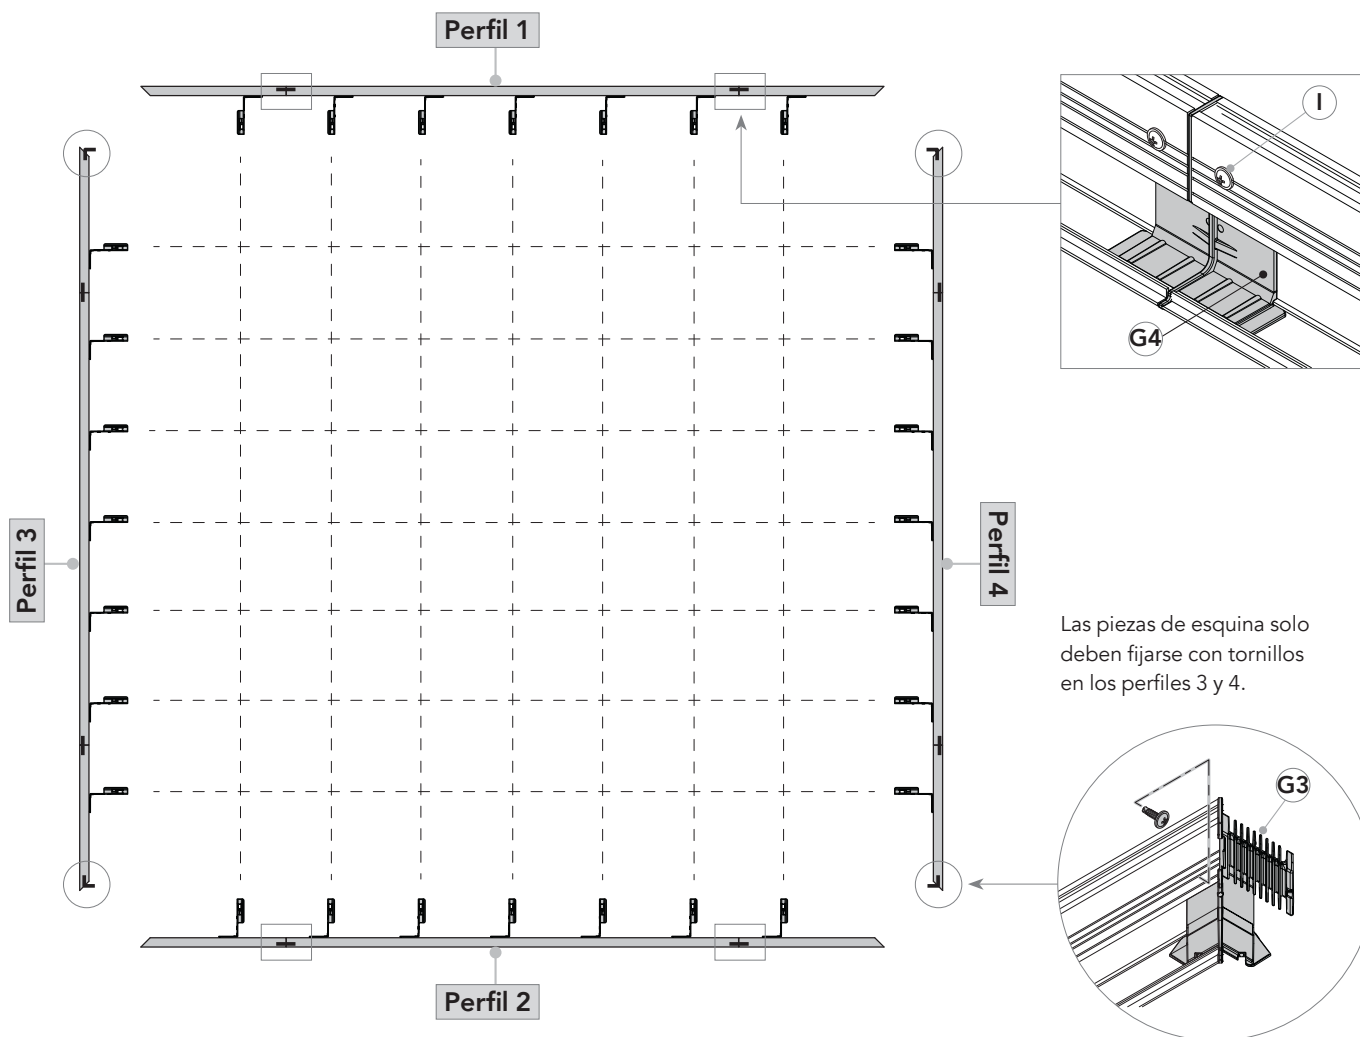 Perfil 1
I
G4
Perfil 3
Perfil 4
Las piezas de esquina solo
deben fijarse con tornillos
en los perfiles 3 y 4.
G3
Perfil 2